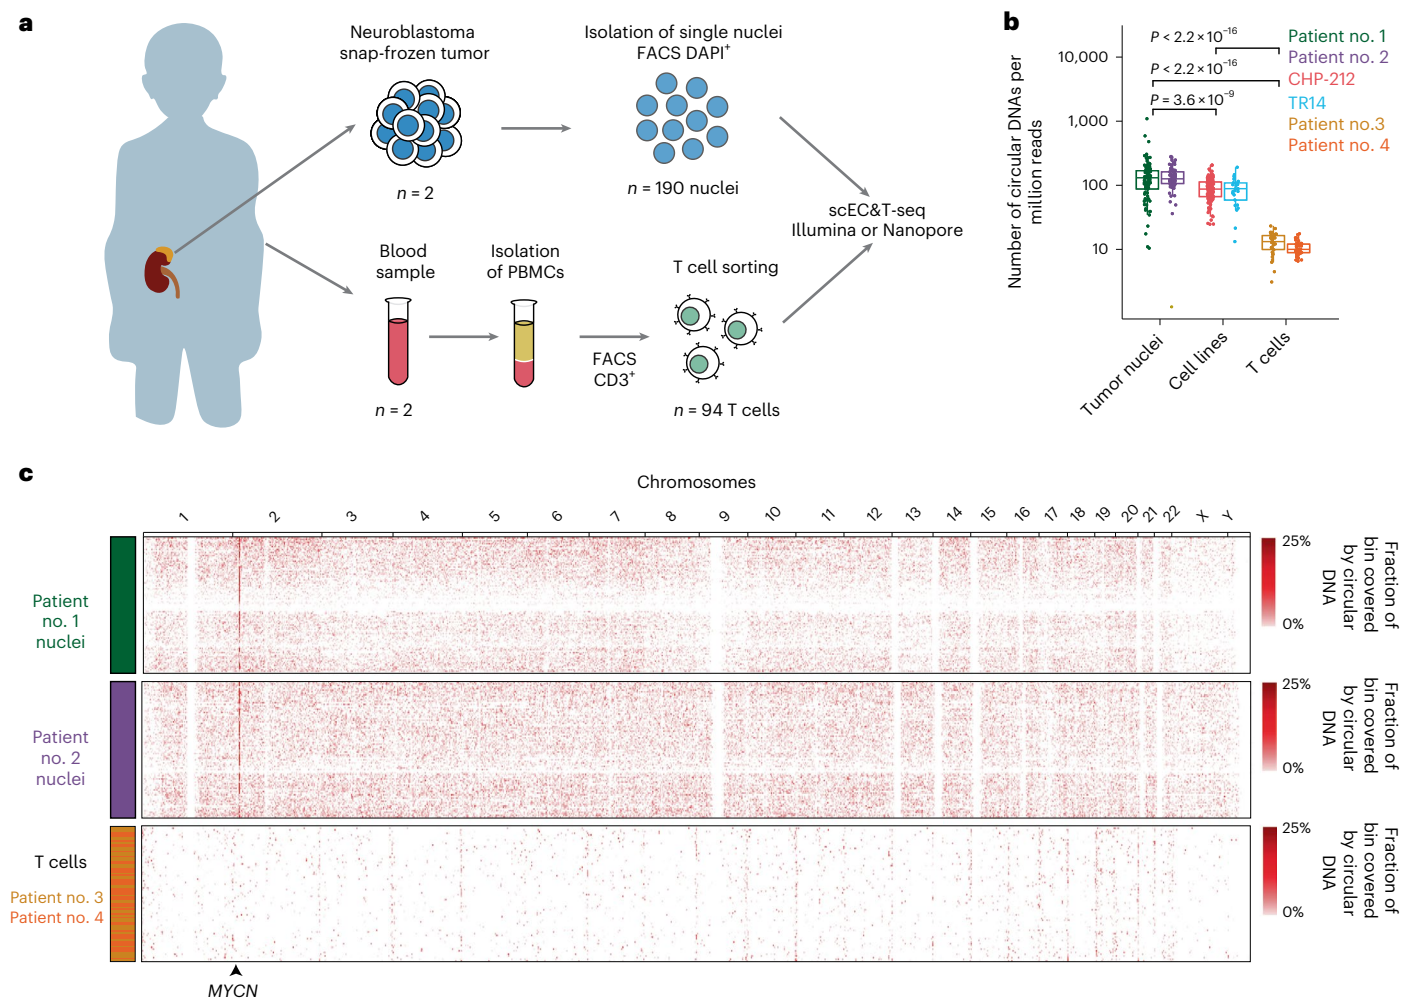 a
Neuroblastoma
snap-frozen tumor
n = 2
Isolation of single nuclei
FACS DAPI⁺
n = 190 nuclei
Blood
sample
n = 2
Isolation
of PBMCs
FACS
CD3⁺
T cell sorting
n = 94 T cells
scEC&T-seq
Illumina or Nanopore
b
Number of circular DNAs per
million reads
10,000
1,000
100
10
P < 2.2 × 10⁻¹⁶
P < 2.2 × 10⁻¹⁶
P = 3.6 × 10⁻⁹
Patient no. 1
Patient no. 2
CHP-212
TR14
Patient no.3
Patient no. 4
Tumor nuclei
Cell lines
T cells
c
Chromosomes
1 2 3 4 5 6 7 8 9 10 11 12 13 14 15 16 17 18 19 20 21 22 X Y
Patient
no. 1
nuclei
25%
0%
Fraction of
bin covered
by circular
DNA
Patient
no. 2
nuclei
25%
0%
Fraction of
bin covered
by circular
DNA
T cells
Patient no. 3
Patient no. 4
25%
0%
Fraction of
bin covered
by circular
DNA
MYCN